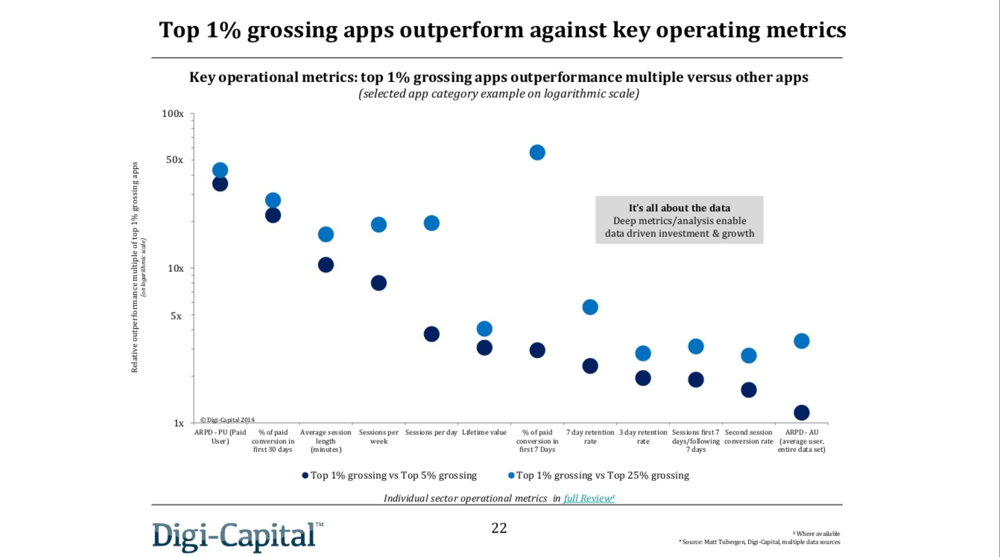 Top 1% grossing apps outperform against key operating metrics
Key operational metrics: top 1% grossing apps outperformance multiple versus other apps
(selected app category example on logarithmic scale)
Relative outperformance multiple of top 1% grossing apps
(on logarithmic scale)
100x
50x
10x
5x
1x
It's all about the data
Deep metrics/analysis enable
data driven investment & growth
© Digi-Capital 2014
ARPD - PU (Paid
User)
% of paid
conversion in
first 30 days
Average session
length
(minutes)
Sessions per
week
Sessions per day
Lifetime value
% of paid
conversion in
first 7 Days
7 day retention
rate
3 day retention
rate
Sessions first 7
days/following
7 days
Second session
conversion rate
ARPD - AU
(average user,
entire data set)
Top 1% grossing vs Top 5% grossing
Top 1% grossing vs Top 25% grossing
Individual sector operational metrics in full Reviewˣ
Digi-Capital™
22
ˣ Where available
* Source: Matt Tubergen, Digi-Capital, multiple data sources